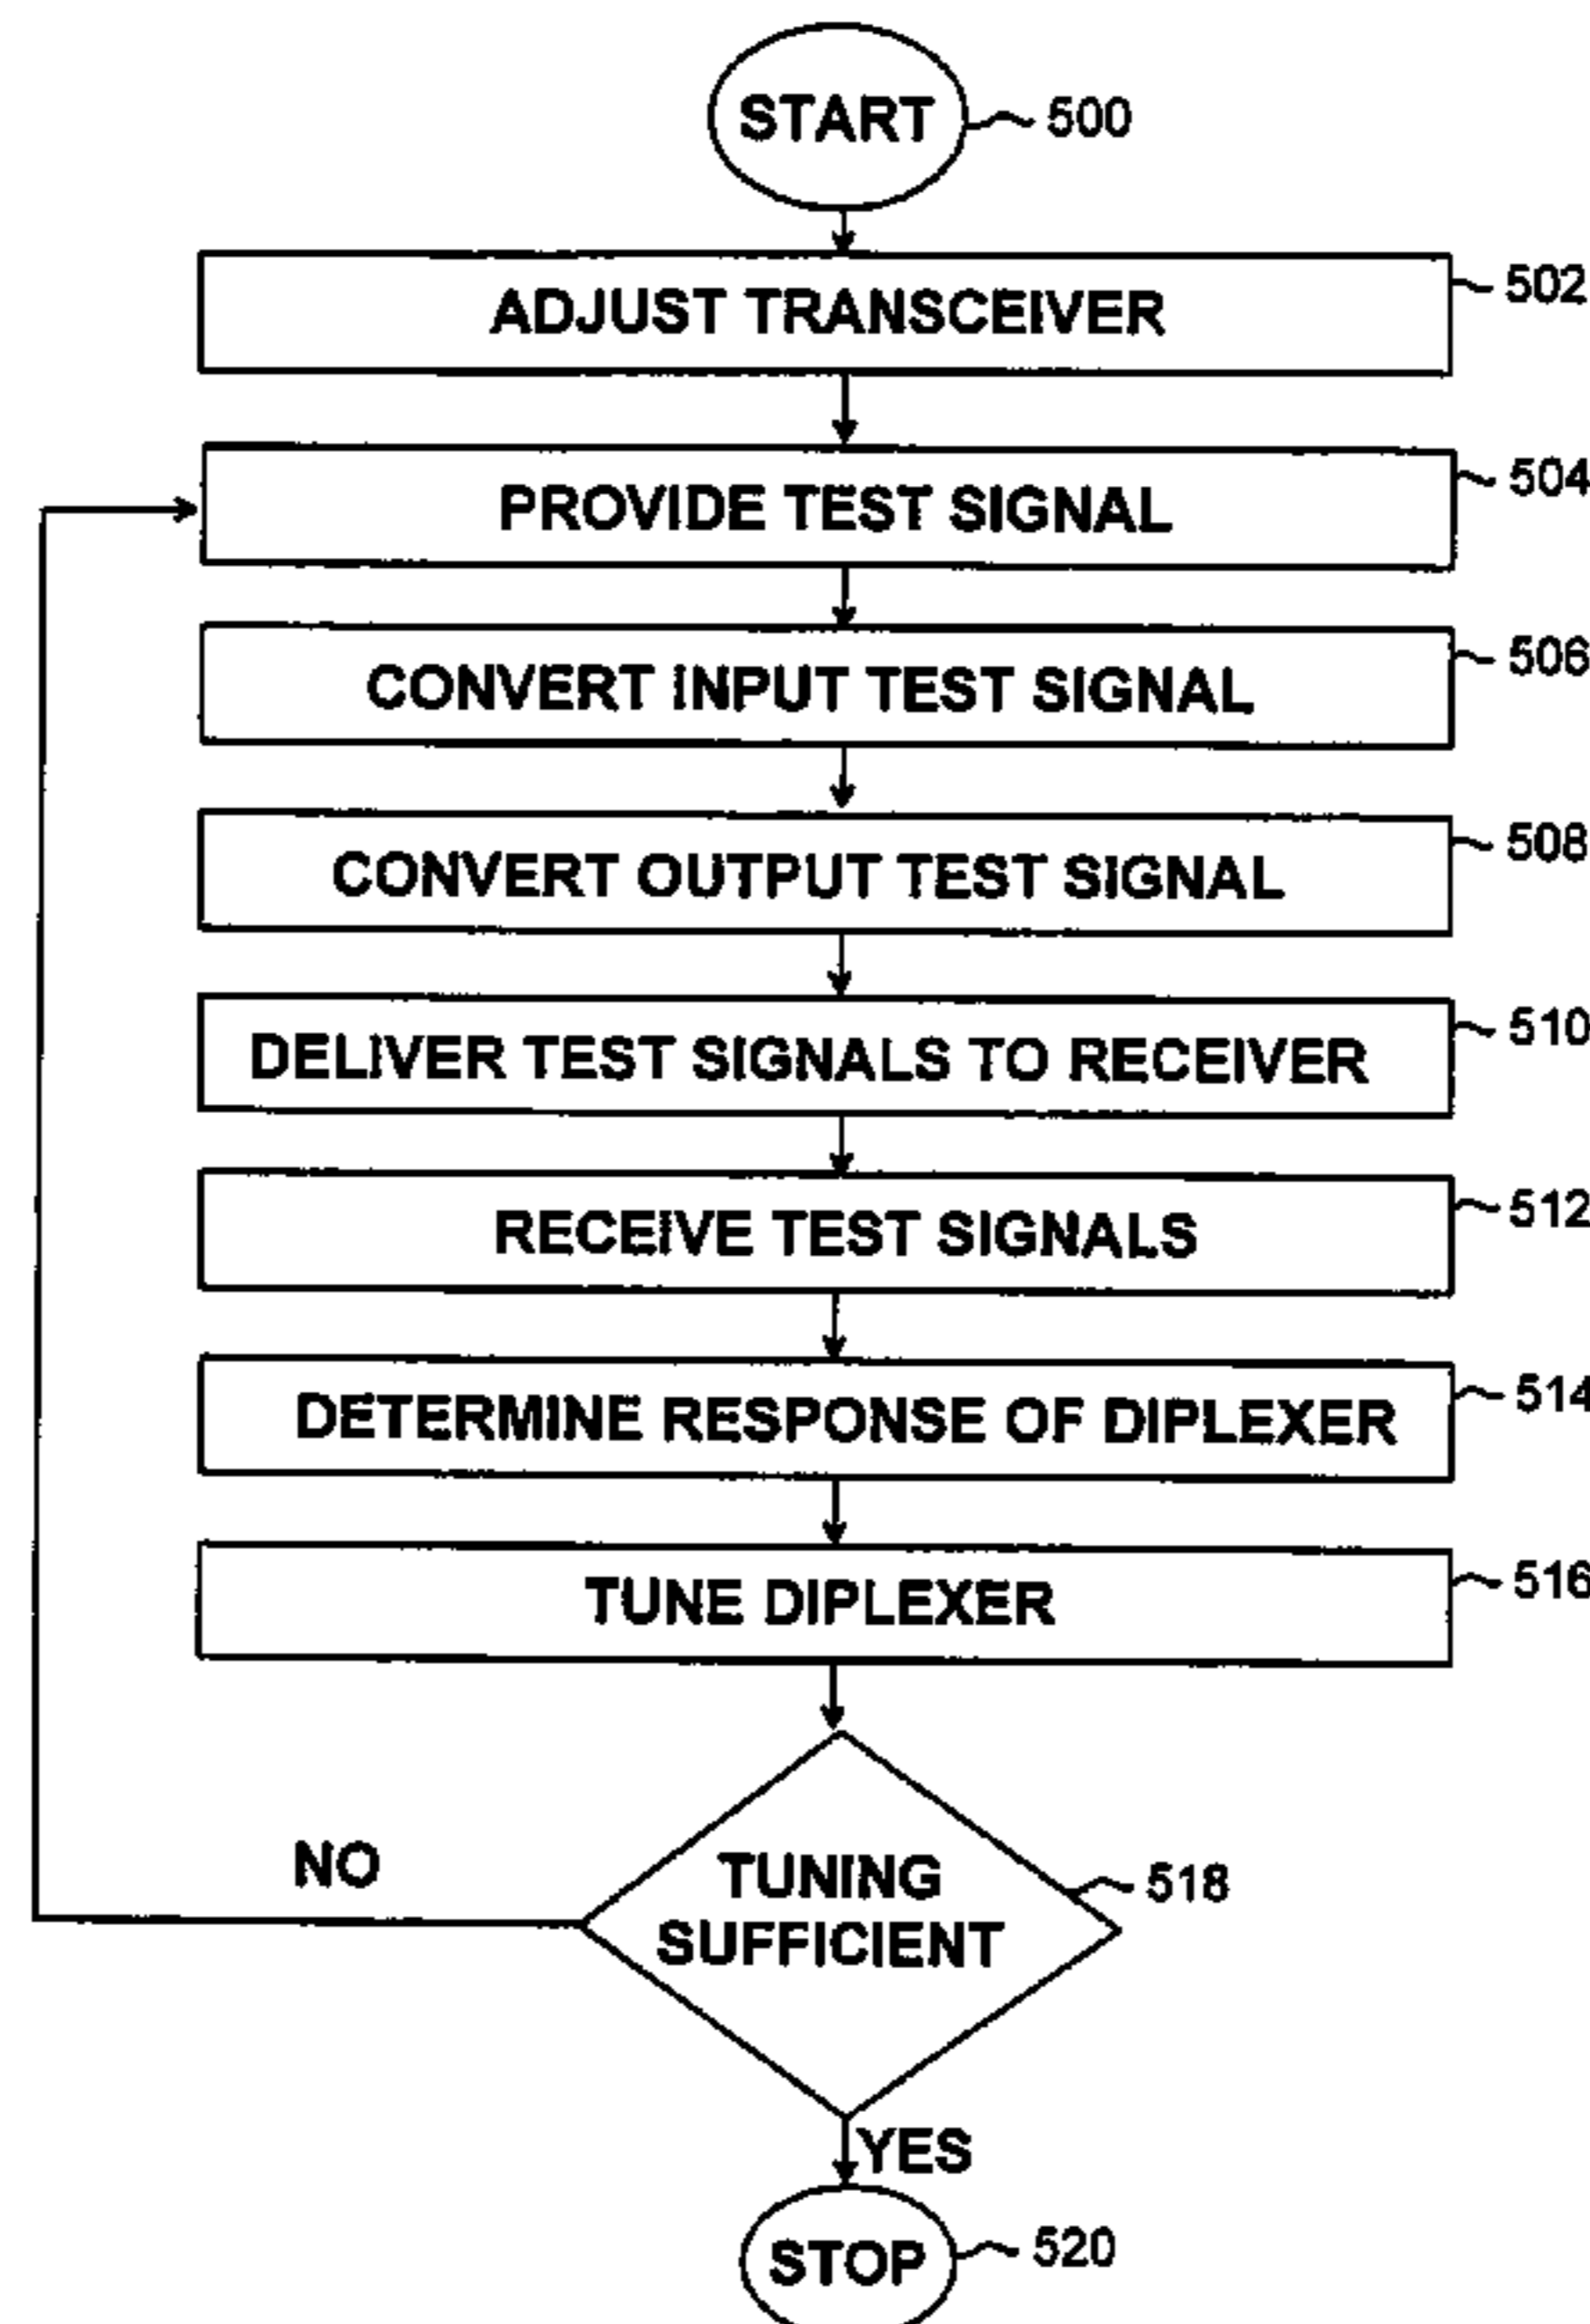 START 500
ADJUST TRANSCEIVER 502
PROVIDE TEST SIGNAL 504
CONVERT INPUT TEST SIGNAL 506
CONVERT OUTPUT TEST SIGNAL 508
DELIVER TEST SIGNALS TO RECEIVER 510
RECEIVE TEST SIGNALS 512
DETERMINE RESPONSE OF DIPLEXER 514
TUNE DIPLEXER 516
NO
TUNING
SUFFICIENT
518
YES
STOP 520